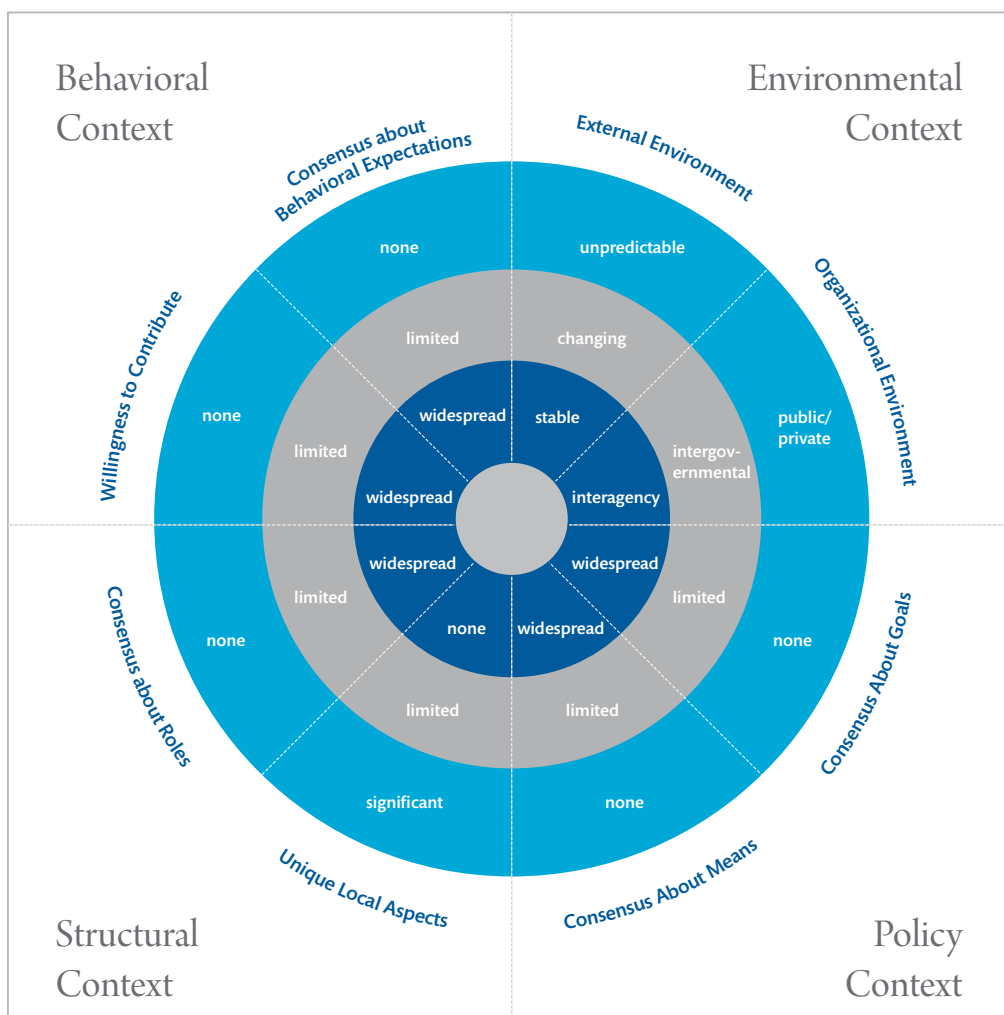 Behavioral
Context
Environmental
Context
Consensus about
Behavioral Expectations
External Environment
Willingness to Contribute
Organizational Environment
none
unpredictable
limited
changing
none
widespread
stable
public/
private
limited
intergov-
ernmental
widespread
interagency
widespread
widespread
limited
limited
none
none
none
widespread
limited
limited
significant
none
Consensus about Roles
Consensus About Goals
Unique Local Aspects
Consensus About Means
Structural
Context
Policy
Context